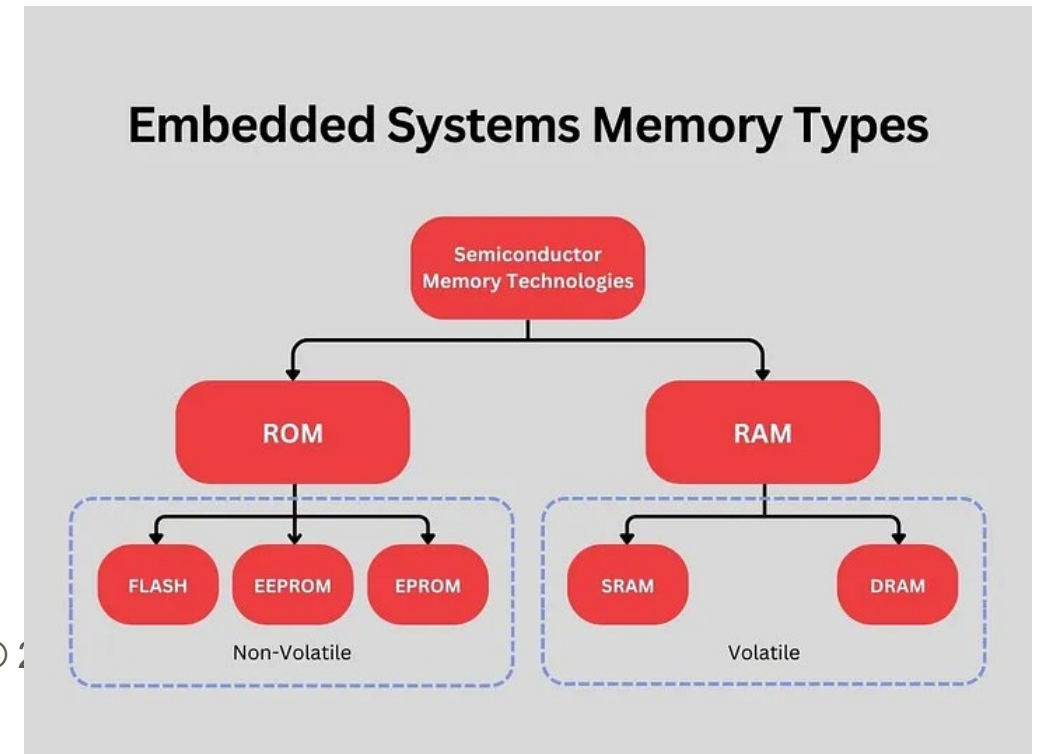 Embedded Systems Memory Types
Semiconductor
Memory Technologies
ROM
RAM
FLASH
EEPROM
EPROM
SRAM
DRAM
Non-Volatile
Volatile